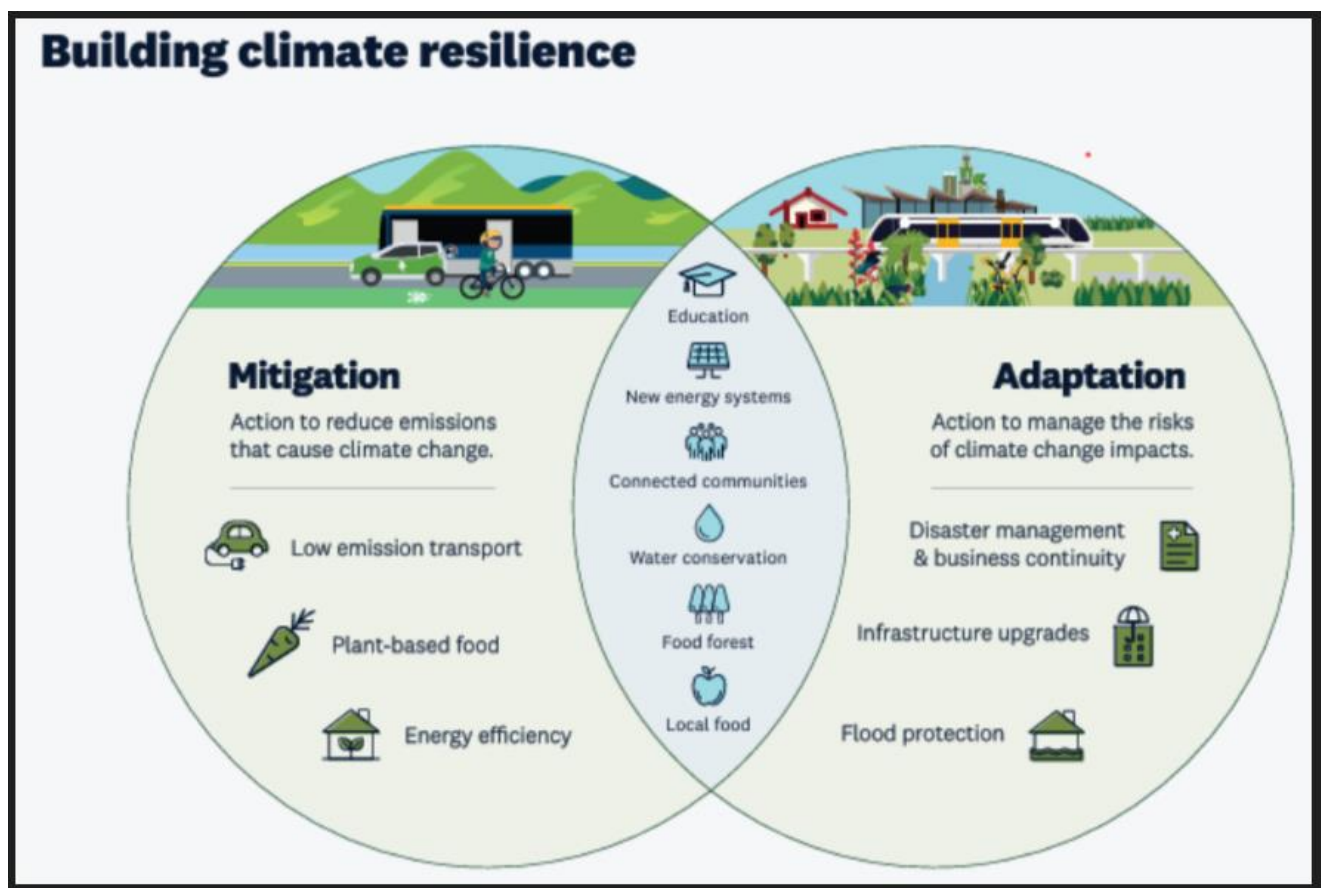 Building climate resilience
Mitigation
Action to reduce emissions
that cause climate change.
Low emission transport
Plant-based food
Energy efficiency
Education
New energy systems
Connected communities
Water conservation
Food forest
Local food
Adaptation
Action to manage the risks
of climate change impacts.
Disaster management
& business continuity
Infrastructure upgrades
Flood protection